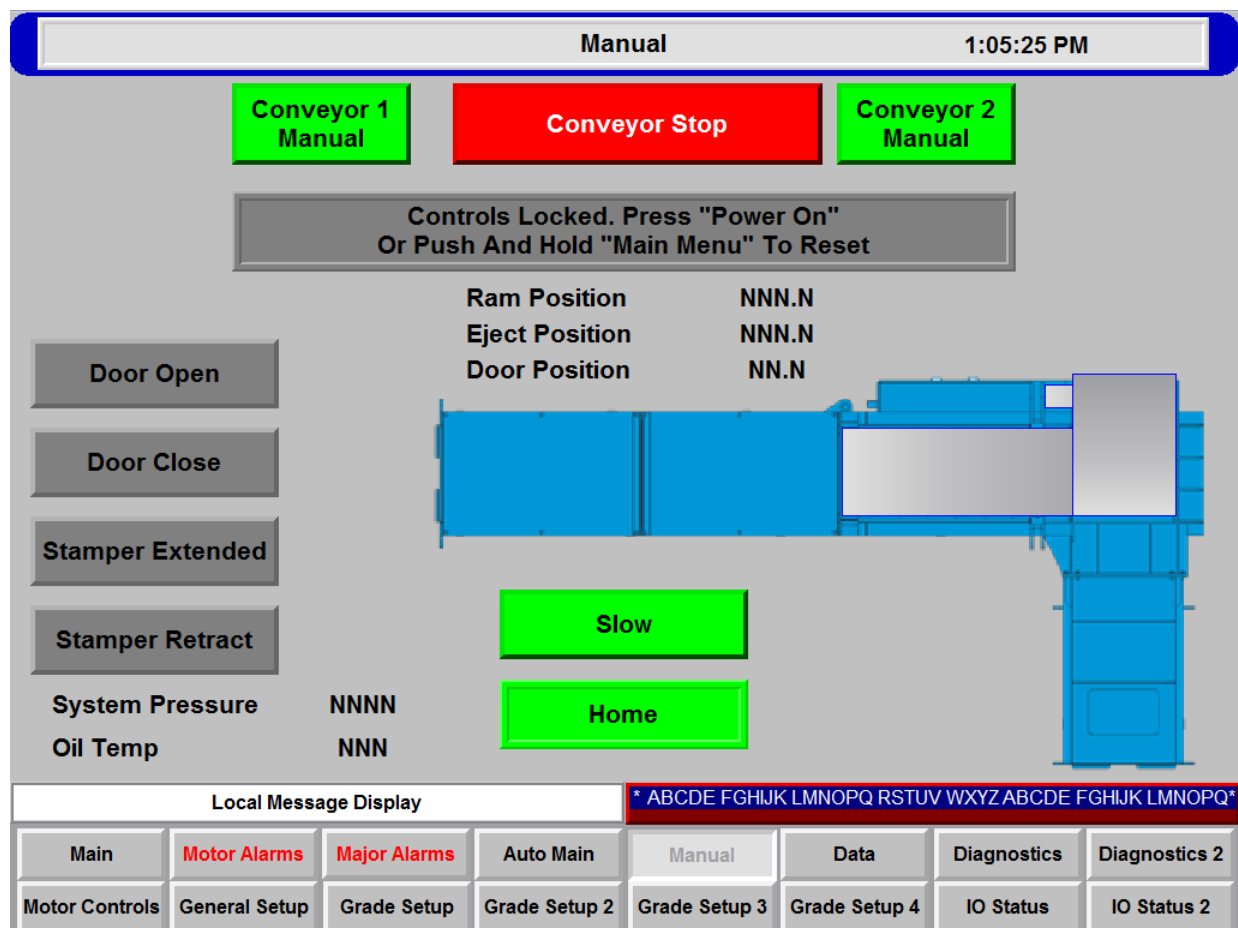 Manual 1:05:25 PM
Conveyor 1
Manual
Conveyor Stop
Conveyor 2
Manual
Controls Locked. Press "Power On"
Or Push And Hold "Main Menu" To Reset
Ram Position NNN.N
Eject Position NNN.N
Door Position NN.N
Door Open
Door Close
Stamper Extended
Stamper Retract
Slow
Home
System Pressure NNNN
Oil Temp NNN
Local Message Display
* ABCDE FGHIJK LMNOPQ RSTUV WXYZ ABCDE FGHIJK LMNOPQ*
Main Motor Alarms Major Alarms Auto Main Manual Data Diagnostics Diagnostics 2
Motor Controls General Setup Grade Setup Grade Setup 2 Grade Setup 3 Grade Setup 4 IO Status IO Status 2